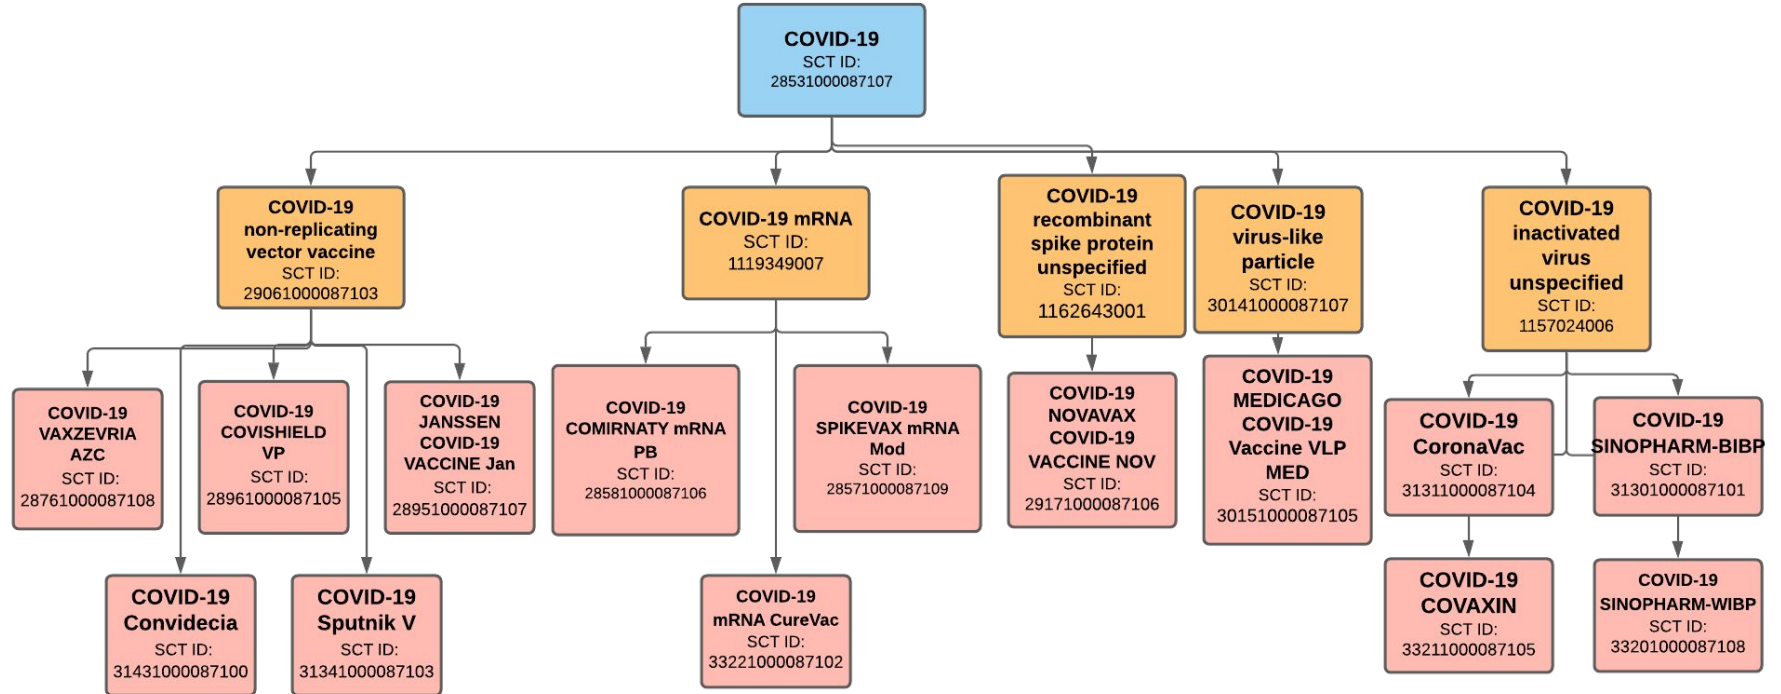 COVID-19
SCT ID:
28531000087107
COVID-19
non-replicating
vector vaccine
SCT ID:
29061000087103
COVID-19 mRNA
SCT ID:
1119349007
COVID-19
recombinant
spike protein
unspecified
SCT ID:
1162643001
COVID-19
virus-like
particle
SCT ID:
30141000087107
COVID-19
inactivated
virus
unspecified
SCT ID:
1157024006
COVID-19
VAXZEVRIA
AZC
SCT ID:
28761000087108
COVID-19
COVISHIELD
VP
SCT ID:
28961000087105
COVID-19
JANSSEN
COVID-19
VACCINE Jan
SCT ID:
28951000087107
COVID-19
COMIRNATY mRNA
PB
SCT ID:
28581000087106
COVID-19
SPIKEVAX mRNA
Mod
SCT ID:
28571000087109
COVID-19
NOVAVAX
COVID-19
VACCINE NOV
SCT ID:
29171000087106
COVID-19
MEDICAGO
COVID-19
Vaccine VLP
MED
SCT ID:
30151000087105
COVID-19
CoronaVac
SCT ID:
31311000087104
COVID-19
SINOPHARM-BIBP
SCT ID:
31301000087101
COVID-19
Convidecia
SCT ID:
31431000087100
COVID-19
Sputnik V
SCT ID:
31341000087103
COVID-19
mRNA CureVac
SCT ID:
33221000087102
COVID-19
COVAXIN
SCT ID:
33211000087105
COVID-19
SINOPHARM-WIBP
SCT ID:
33201000087108